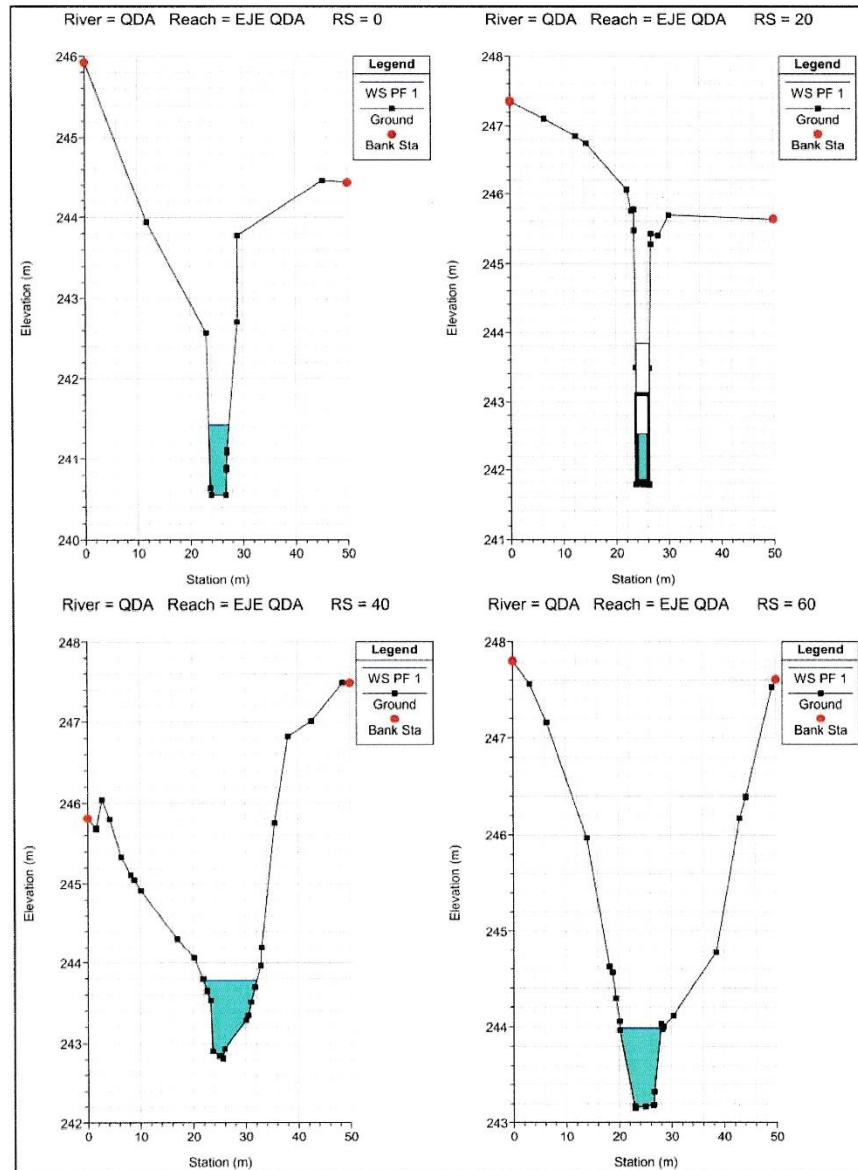 River = QDA Reach = EJE QDA RS = 0
Legend
WS PF 1
Ground
Bank Sta
Elevation (m)
246
245
244
243
242
241
240
0 10 20 30 40 50
Station (m)
River = QDA Reach = EJE QDA RS = 20
Legend
WS PF 1
Ground
Bank Sta
Elevation (m)
248
247
246
245
244
243
242
241
0 10 20 30 40 50
Station (m)
River = QDA Reach = EJE QDA RS = 40
Legend
WS PF 1
Ground
Bank Sta
Elevation (m)
248
247
246
245
244
243
242
0 10 20 30 40 50
Station (m)
River = QDA Reach = EJE QDA RS = 60
Legend
WS PF 1
Ground
Bank Sta
Elevation (m)
248
247
246
245
244
243
0 10 20 30 40 50
Station (m)